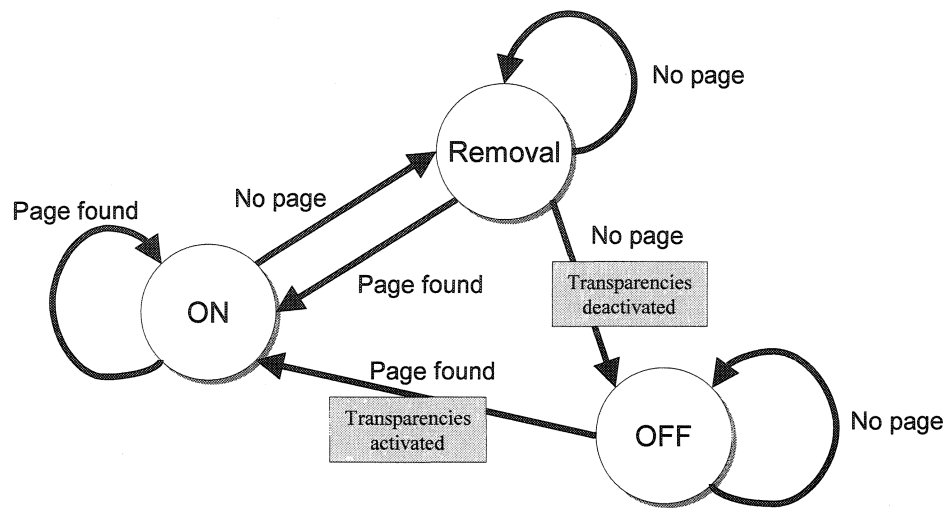 No page
Removal
No page
Page found
No page
Page found
Transparencies
deactivated
ON
Page found
Transparencies
activated
No page
OFF